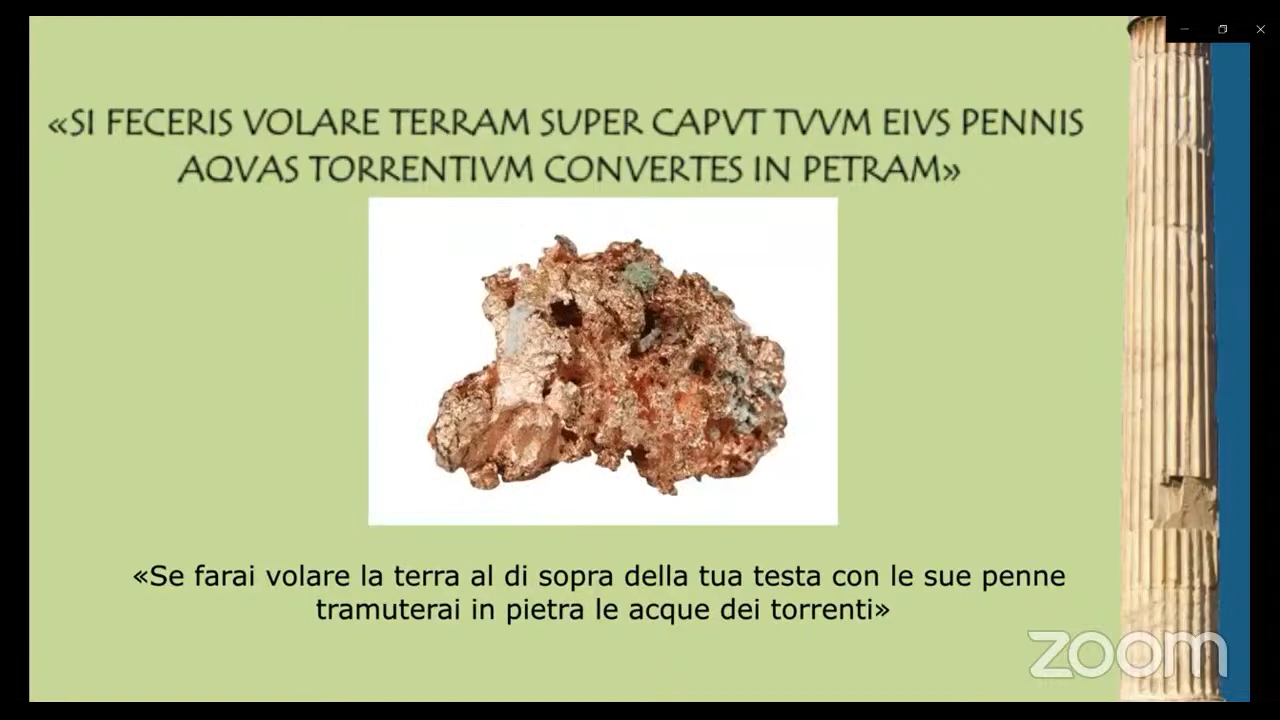 «SI FECERIS VOLARE TERRAM SUPER CAPVT TVVM EIVS PENNIS
AQVAS TORRENTIVM CONVERTES IN PETRAM»
«Se farai volare la terra al di sopra della tua testa con le sue penne
tramuterai in pietra le acque dei torrenti»
zoom